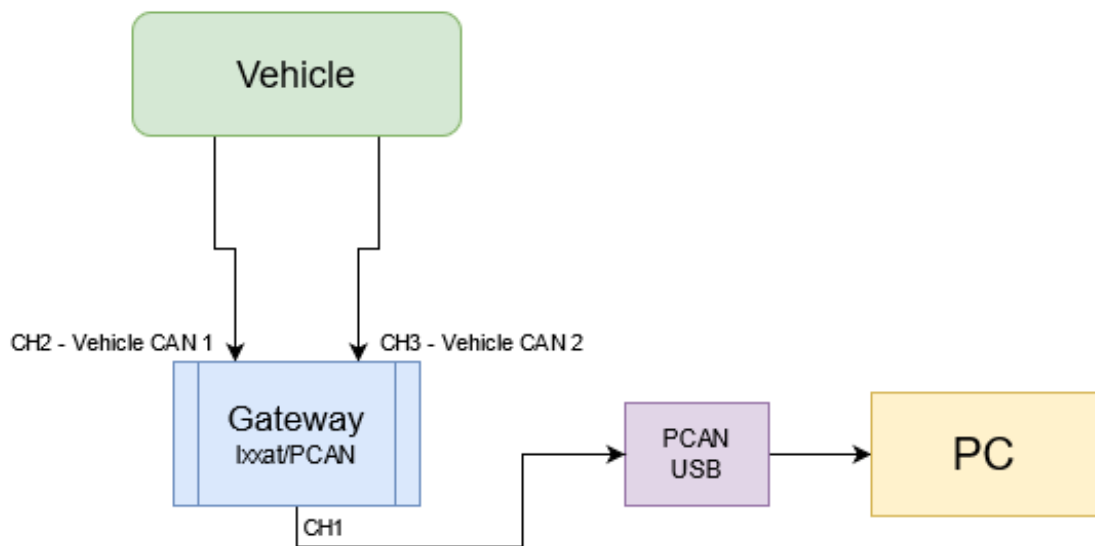 Vehicle
CH2 - Vehicle CAN 1
CH3 - Vehicle CAN 2
Gateway
Ixxat/PCAN
PCAN
USB
PC
CH1